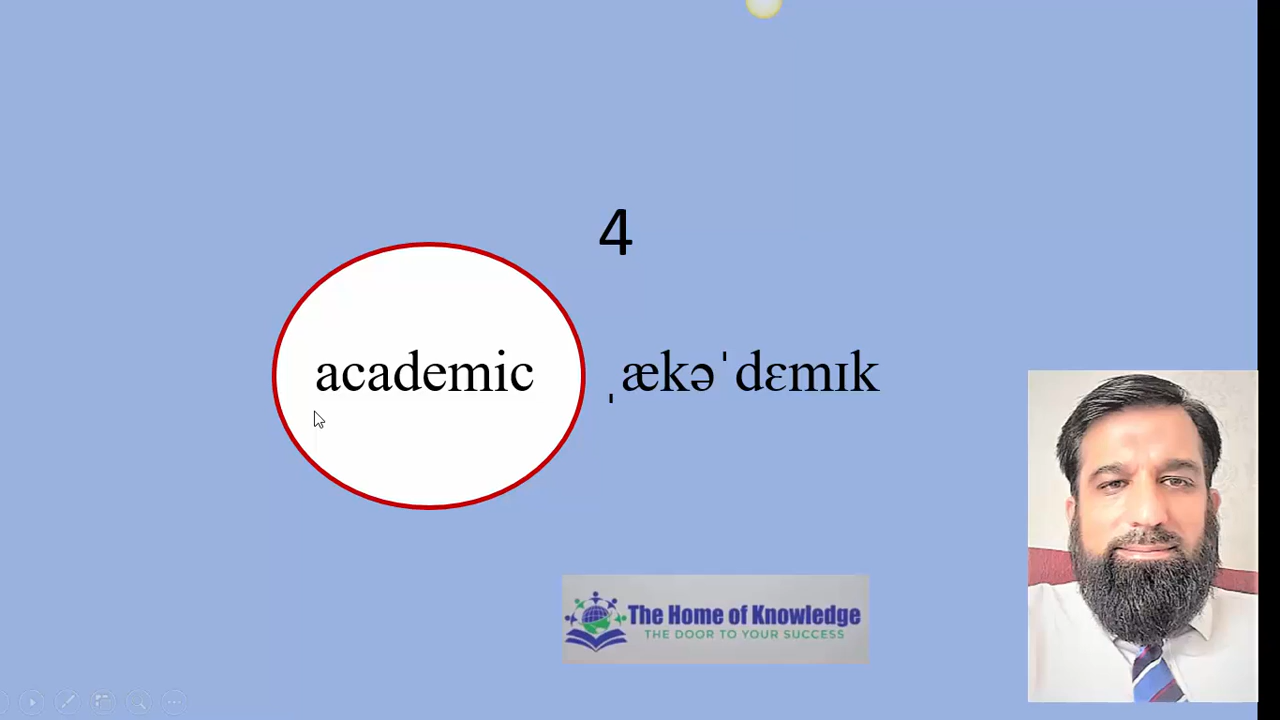 4
academic ˌækəˈdɛmɪk
The Home of Knowledge
THE DOOR TO YOUR SUCCESS